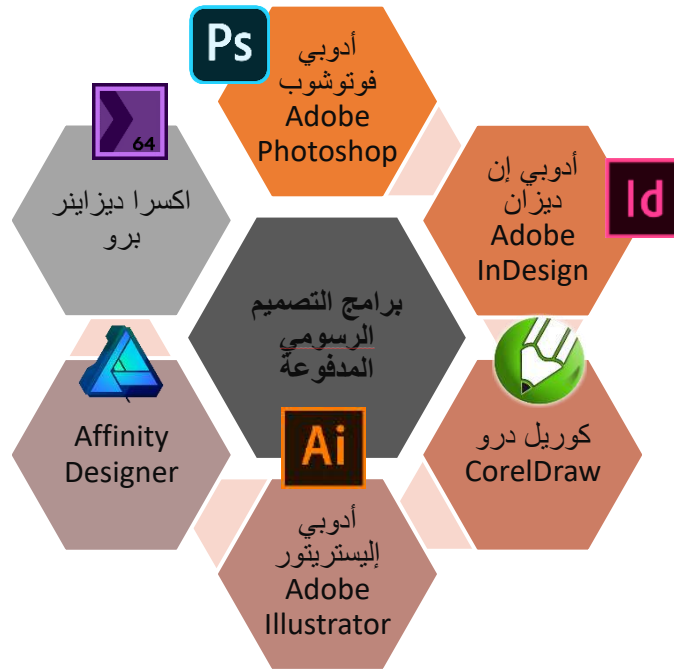 Ps
أدوبي
فوتوشوب
Adobe
Photoshop
أدوبي إن
ديزان
Adobe
InDesign
Id
كوريل درو
CorelDraw
Ai
أدوبي
إليستريتور
Adobe
Illustrator
Affinity
Designer
64
اكسرا ديزاينر
برو
برامج التصميم
الرسومي
المدفوعة